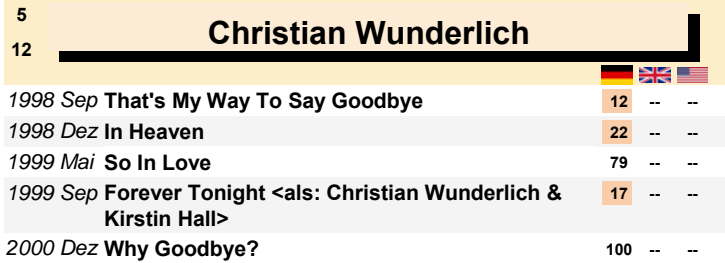 5
12
Christian Wunderlich
1998 Sep That's My Way To Say Goodbye 12 -- --
1998 Dez In Heaven 22 -- --
1999 Mai So In Love 79 -- --
1999 Sep Forever Tonight <als: Christian Wunderlich & 17 -- --
Kirstin Hall>
2000 Dez Why Goodbye? 100 -- --